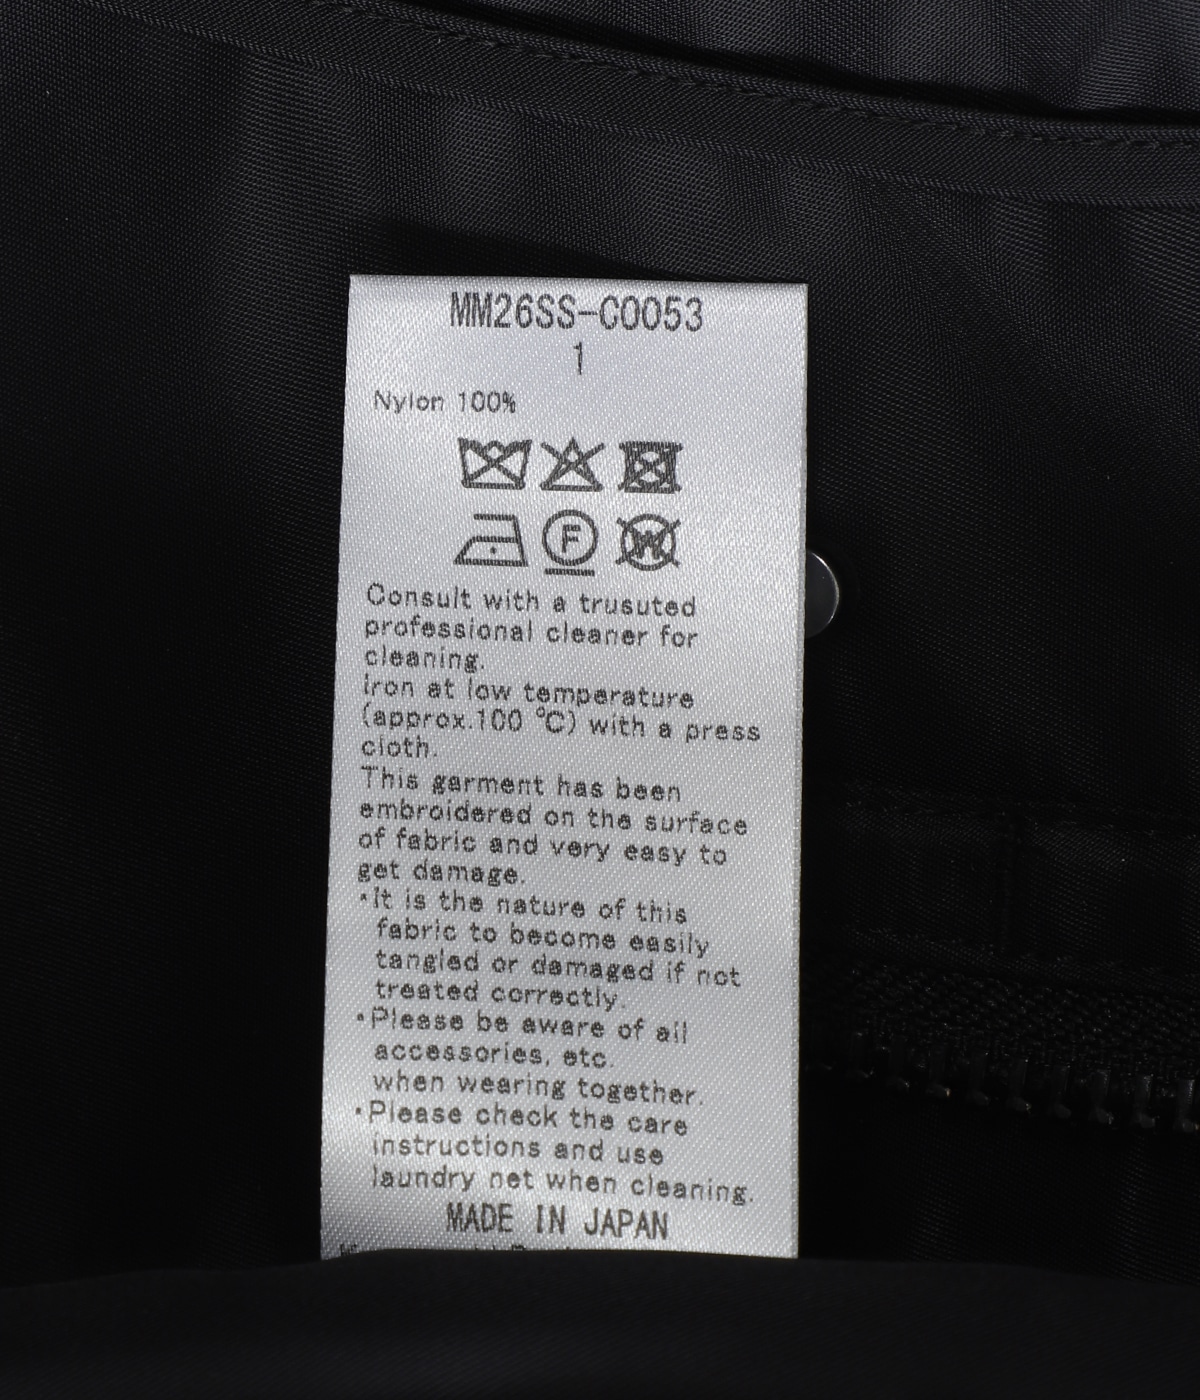 MM26SS-C0053
1
Nylon 100%
F
W
Consult with a trusuted
professional cleaner for
cleaning.
Iron at low temperature
(approx.100 ℃) with a press
cloth.
This garment has been
embroidered on the surface
of fabric and very easy to
get damage.
･It is the nature of this
fabric to become easily
tangled or damaged if not
treated correctly.
･Please be aware of all
accessories, etc.
when wearing together.
･Please check the care
instructions and use
laundry net when cleaning.
MADE IN JAPAN